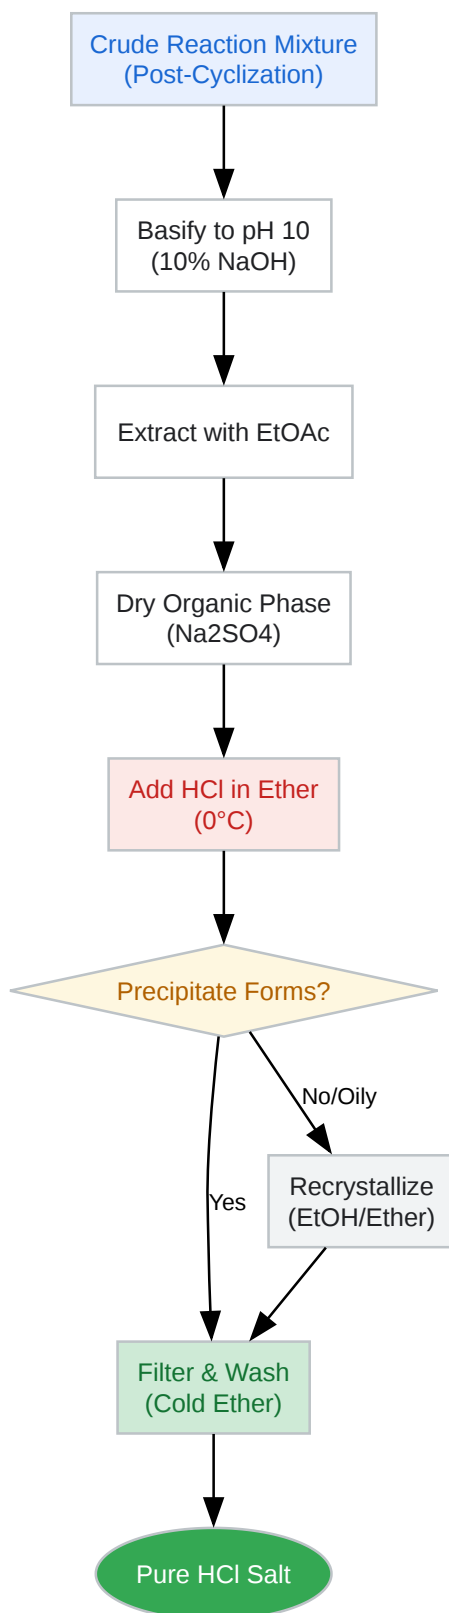 Crude Reaction Mixture
(Post-Cyclization)
Basify to pH 10
(10% NaOH)
Extract with EtOAc
Dry Organic Phase
(Na2SO4)
Add HCl in Ether
(0°C)
Precipitate Forms?
No/Oily
Recrystallize
(EtOH/Ether)
Yes
Filter & Wash
(Cold Ether)
Pure HCl Salt